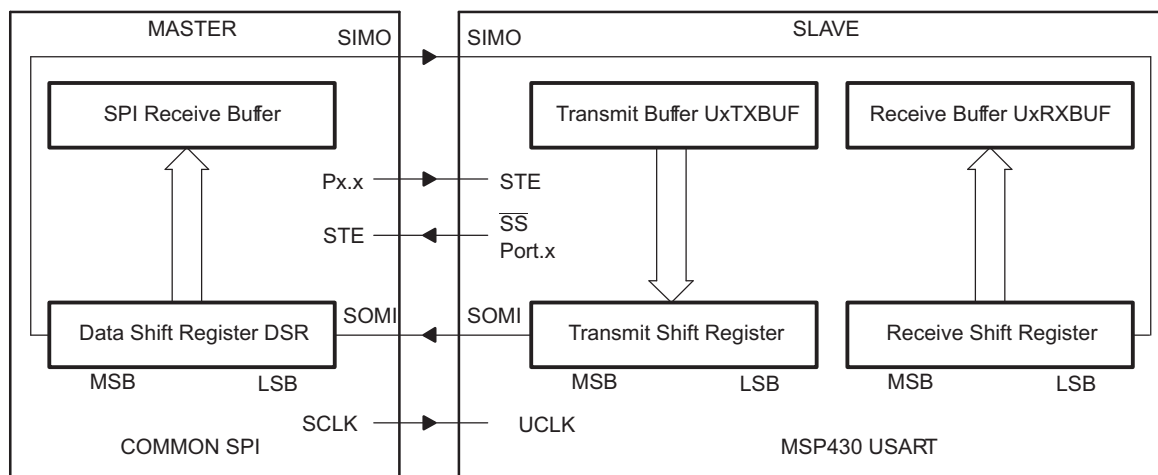 MASTER
SIMO
SIMO
SLAVE
SPI Receive Buffer
Transmit Buffer UxTXBUF
Receive Buffer UxRXBUF
Px.x
STE
STE
SS
Port.x
SOMI
SOMI
Data Shift Register DSR
Transmit Shift Register
Receive Shift Register
MSB
LSB
MSB
LSB
MSB
LSB
SCLK
UCLK
COMMON SPI
MSP430 USART